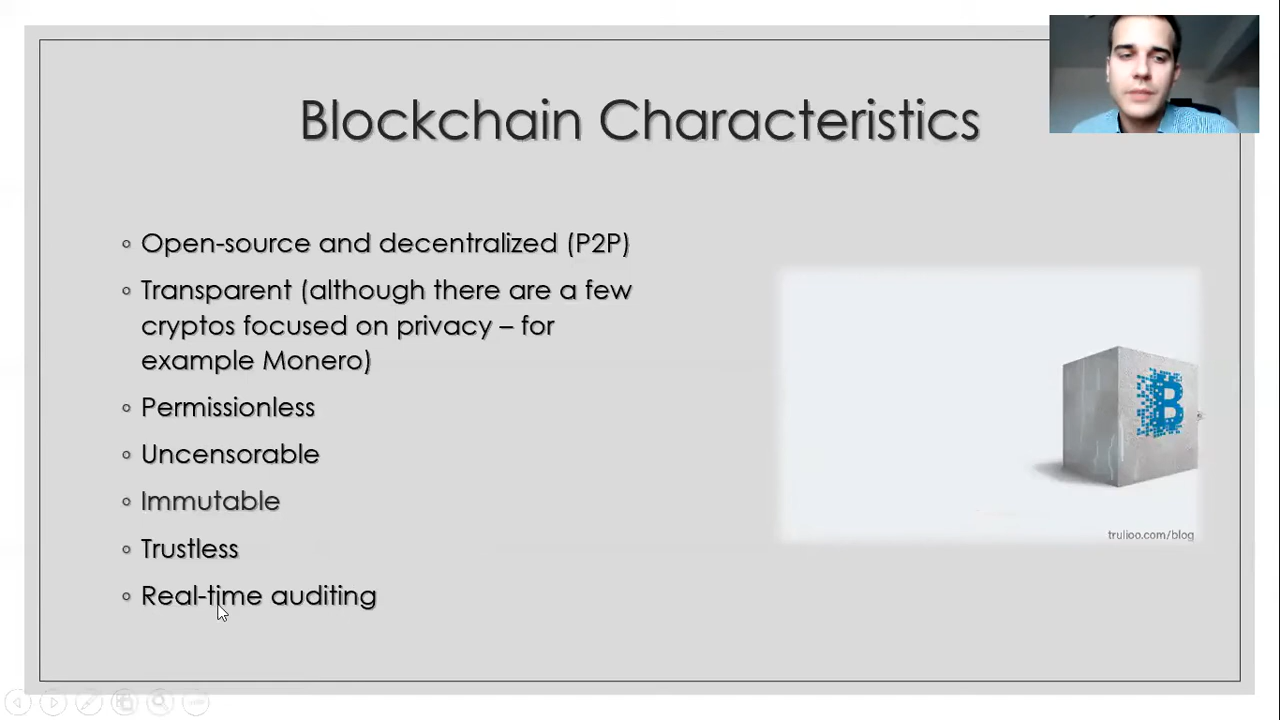 Blockchain Characteristics
◦ Open-source and decentralized (P2P)
◦ Transparent (although there are a few
cryptos focused on privacy – for
example Monero)
◦ Permissionless
◦ Uncensorable
◦ Immutable
◦ Trustless
◦ Real-time auditing
B
trulioo.com/blog